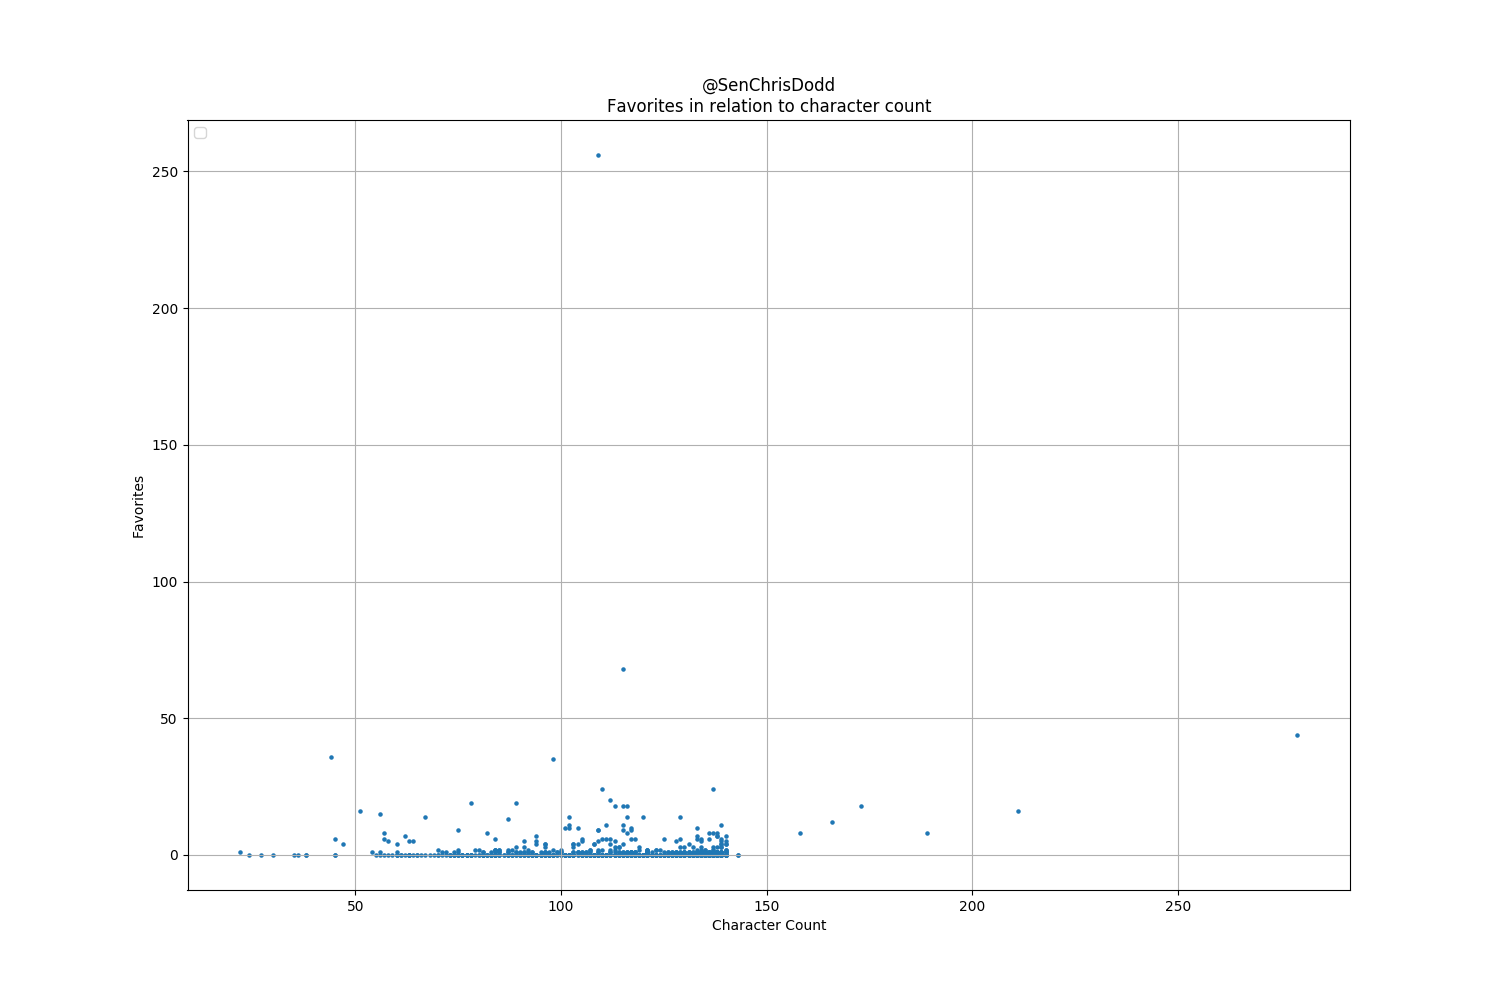 @SenChrisDodd
Favorites in relation to character count
250
200
150
100
50
0
Favorites
50 100 150 200 250
Character Count